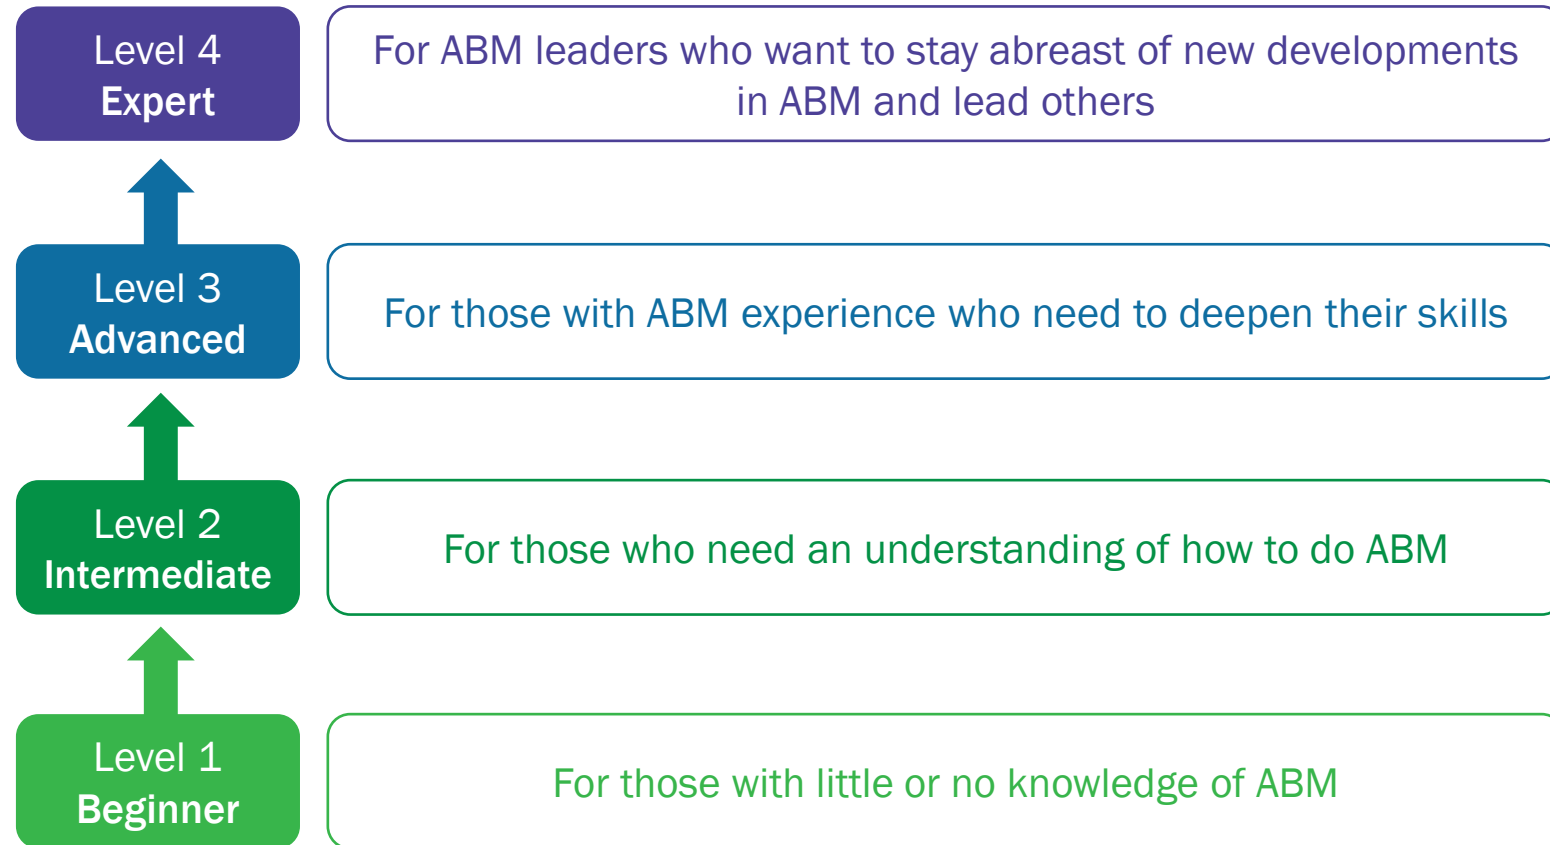 Level 4
Expert
For ABM leaders who want to stay abreast of new developments
in ABM and lead others
Level 3
Advanced
For those with ABM experience who need to deepen their skills
Level 2
Intermediate
For those who need an understanding of how to do ABM
Level 1
Beginner
For those with little or no knowledge of ABM